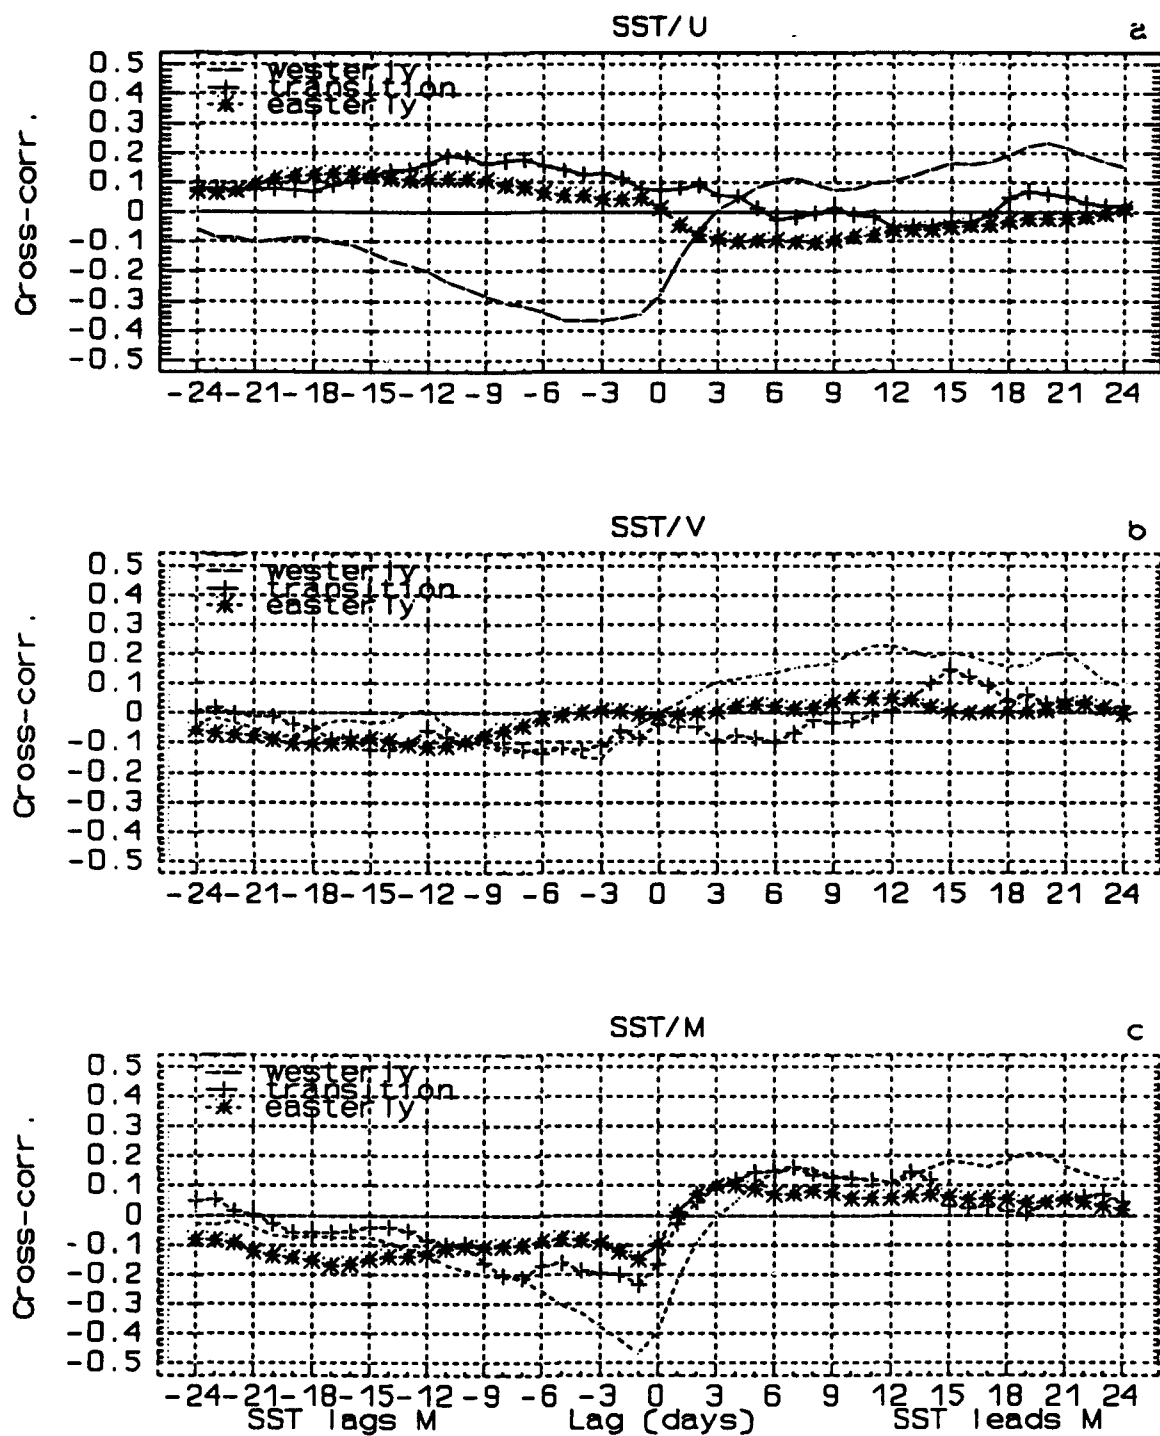 SST/U
a
westerly
transition
easterly
0.5
0.4
0.3
0.2
0.1
0
-0.1
-0.2
-0.3
-0.4
-0.5
Cross-corr.
-24 -21 -18 -15 -12 -9 -6 -3 0 3 6 9 12 15 18 21 24
SST/V
b
westerly
transition
easterly
0.5
0.4
0.3
0.2
0.1
0
-0.1
-0.2
-0.3
-0.4
-0.5
Cross-corr.
-24 -21 -18 -15 -12 -9 -6 -3 0 3 6 9 12 15 18 21 24
SST/M
c
westerly
transition
easterly
0.5
0.4
0.3
0.2
0.1
0
-0.1
-0.2
-0.3
-0.4
-0.5
Cross-corr.
-24 -21 -18 -15 -12 -9 -6 -3 0 3 6 9 12 15 18 21 24
SST lags M Lag (days) SST leads M